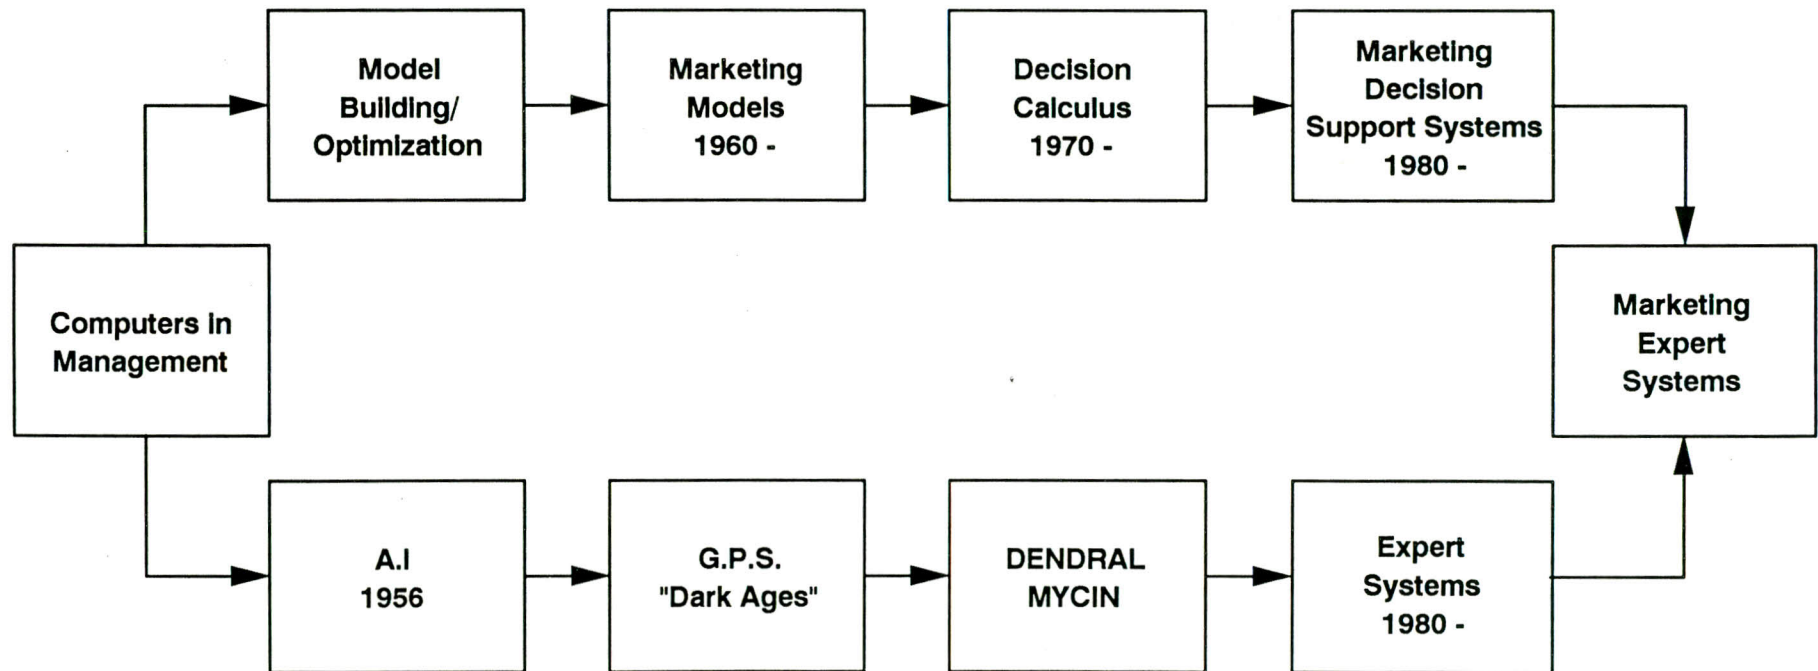 Model
Building/
Optimization
Marketing
Models
1960 -
Decision
Calculus
1970 -
Marketing
Decision
Support Systems
1980 -
Computers in
Management
Marketing
Expert
Systems
A.I
1956
G.P.S.
"Dark Ages"
DENDRAL
MYCIN
Expert
Systems
1980 -